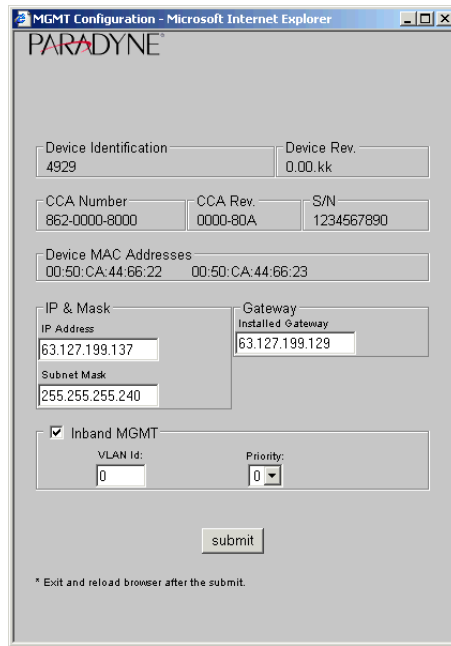 MGMT Configuration - Microsoft Internet Explorer
PARADYNE®
Device Identification
4929
Device Rev.
0.00.kk
CCA Number
862-0000-8000
CCA Rev.
0000-80A
S/N
1234567890
Device MAC Addresses
00:50:CA:44:66:22 00:50:CA:44:66:23
IP & Mask
IP Address
63.127.199.137
Subnet Mask
255.255.255.240
Gateway
Installed Gateway
63.127.199.129
Inband MGMT
VLAN Id:
0
Priority:
0
submit
* Exit and reload browser after the submit.